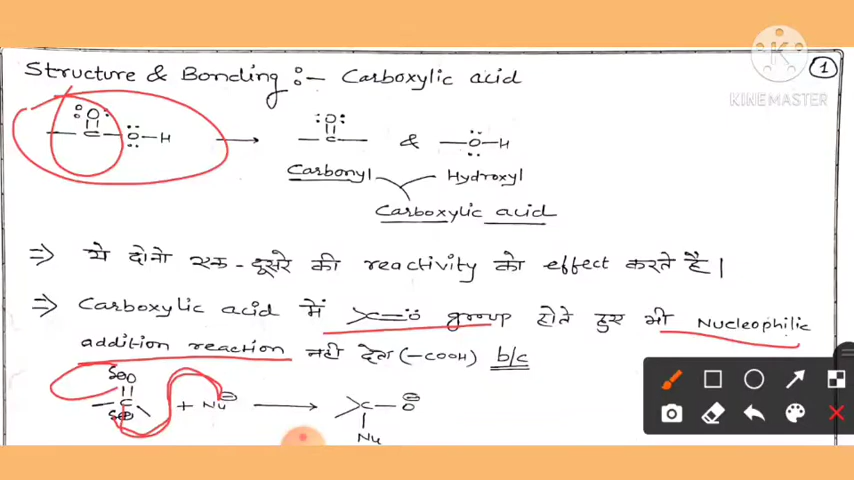 Structure & Bonding :- Carboxylic acid
1
KINEMASTER
O
— C — O — H → — C — & — O — H
Carbonyl Hydroxyl
Carboxylic acid
⇒ ये दोनो एक-दूसरे की reactivity को effect करते है।
⇒ Carboxylic acid में >C=O group होते हुए भी Nucleophilic
addition reaction नही देता (-COOH) b/c
+ Nu⊖ → >C — O⊖
Nu